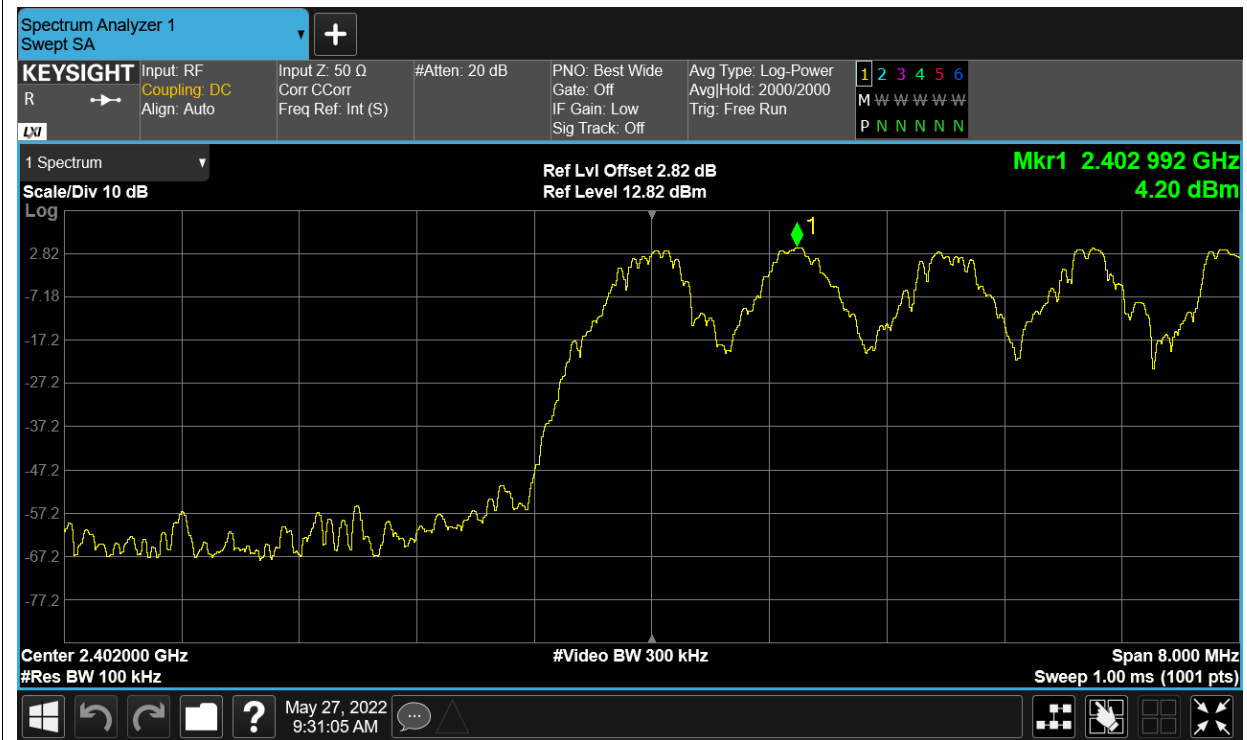 Spectrum Analyzer 1
Swept SA
+
KEYSIGHT
R
LXI
Input: RF
Coupling: DC
Align: Auto
Input Z: 50 Ω
Corr CCorr
Freq Ref: Int (S)
#Atten: 20 dB
PNO: Best Wide
Gate: Off
IF Gain: Low
Sig Track: Off
Avg Type: Log-Power
Avg|Hold: 2000/2000
Trig: Free Run
1 2 3 4 5 6
M W W W W W
P N N N N N
1 Spectrum
Scale/Div 10 dB
Ref Lvl Offset 2.82 dB
Ref Level 12.82 dBm
Mkr1 2.402 992 GHz
4.20 dBm
Log
1
2.82
-7.18
-17.2
-27.2
-37.2
-47.2
-57.2
-67.2
-77.2
Center 2.402000 GHz
#Video BW 300 kHz
Span 8.000 MHz
#Res BW 100 kHz
Sweep 1.00 ms (1001 pts)
?
May 27, 2022
9:31:05 AM